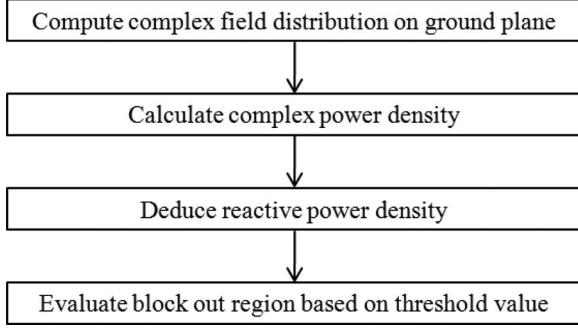 Compute complex field distribution on ground plane
Calculate complex power density
Deduce reactive power density
Evaluate block out region based on threshold value